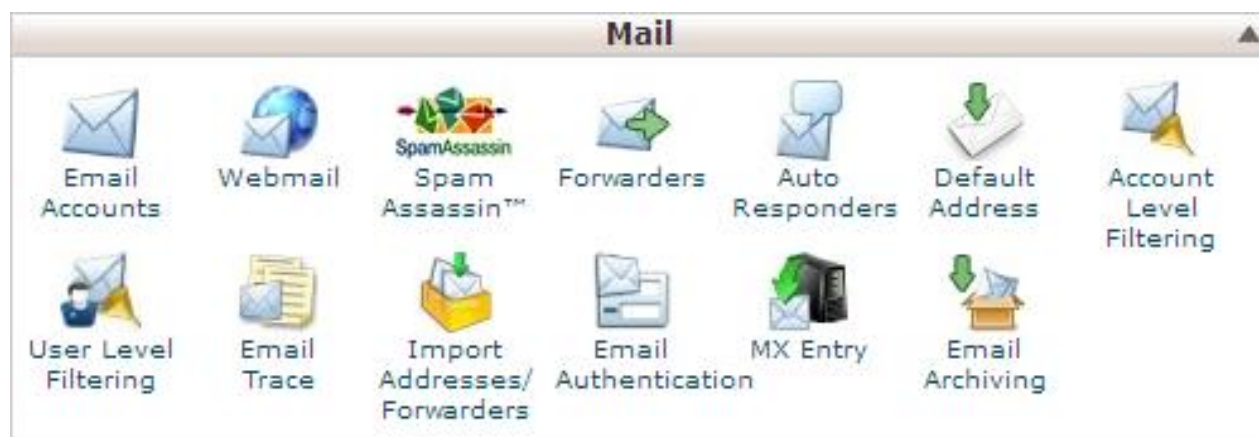 Mail
SpamAssassin
Email
Accounts
Webmail
Spam
Assassin™
Forwarders
Auto
Responders
Default
Address
Account
Level
Filtering
User Level
Filtering
Email
Trace
Import
Addresses/
Forwarders
Email
Authentication
MX Entry
Email
Archiving